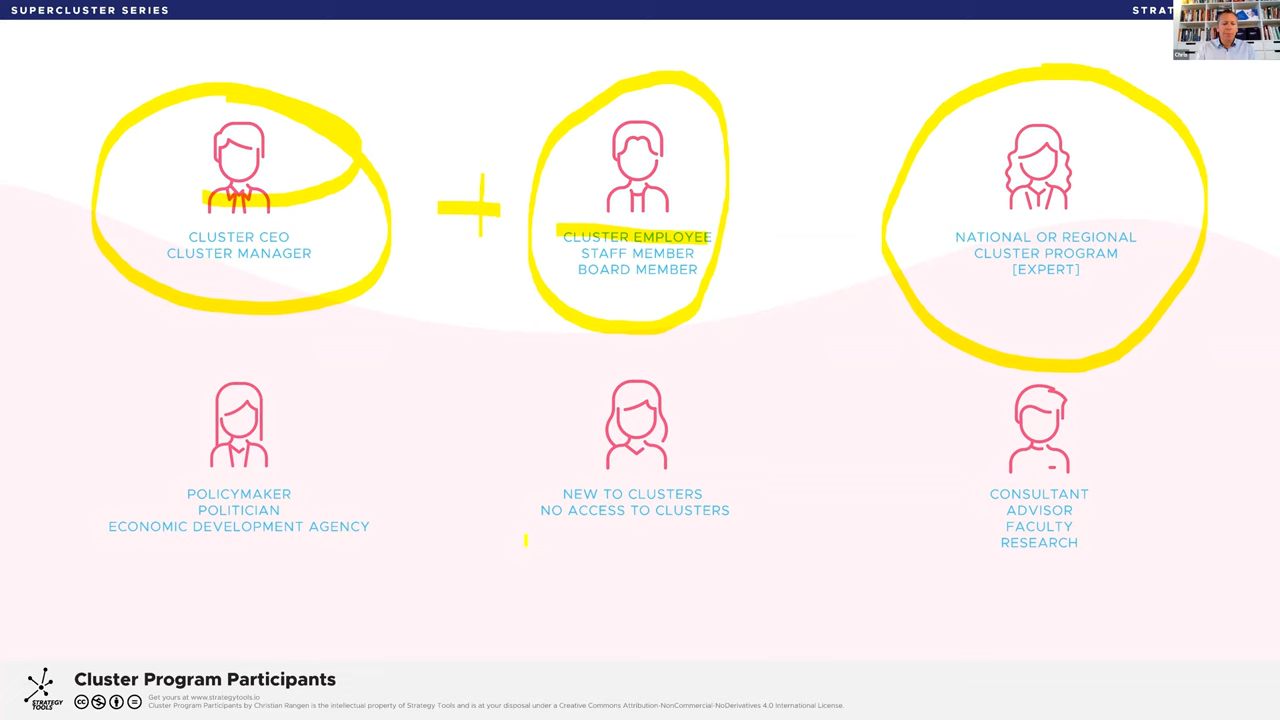 SUPERCLUSTER SERIES
STRAT
Chris
CLUSTER CEO
CLUSTER MANAGER
CLUSTER EMPLOYEE
STAFF MEMBER
BOARD MEMBER
NATIONAL OR REGIONAL
CLUSTER PROGRAM
[EXPERT]
POLICYMAKER
POLITICIAN
ECONOMIC DEVELOPMENT AGENCY
NEW TO CLUSTERS
NO ACCESS TO CLUSTERS
CONSULTANT
ADVISOR
FACULTY
RESEARCH
STRATEGY
TOOLS
Cluster Program Participants
cc
Get yours at www.strategytools.io
Cluster Program Participants by Christian Rangen is the intellectual property of Strategy Tools and is at your disposal under a Creative Commons Attribution-NonCommercial-NoDerivatives 4.0 International License.